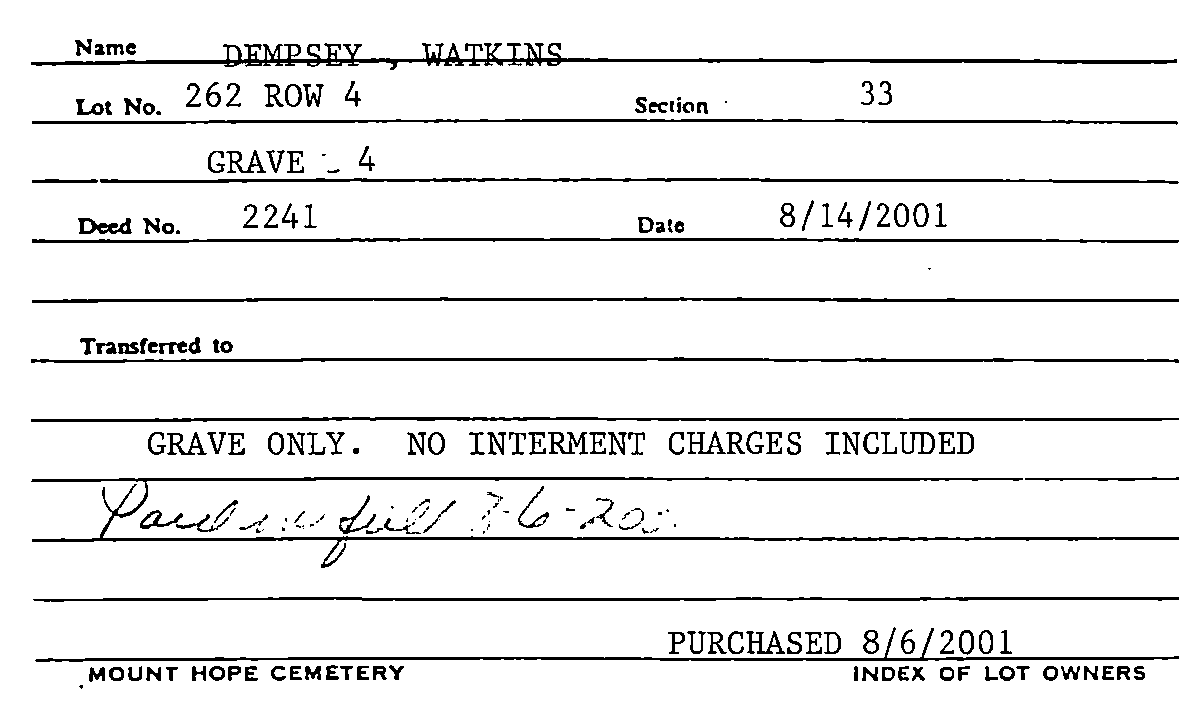 Name DEMPSEY , WATKINS
Lot No. 262 ROW 4 Section 33
GRAVE - 4
Deed No. 2241 Date 8/14/2001
Transferred to
GRAVE ONLY. NO INTERMENT CHARGES INCLUDED
Paid in full 8-6-200
PURCHASED 8/6/2001
MOUNT HOPE CEMETERY INDEX OF LOT OWNERS